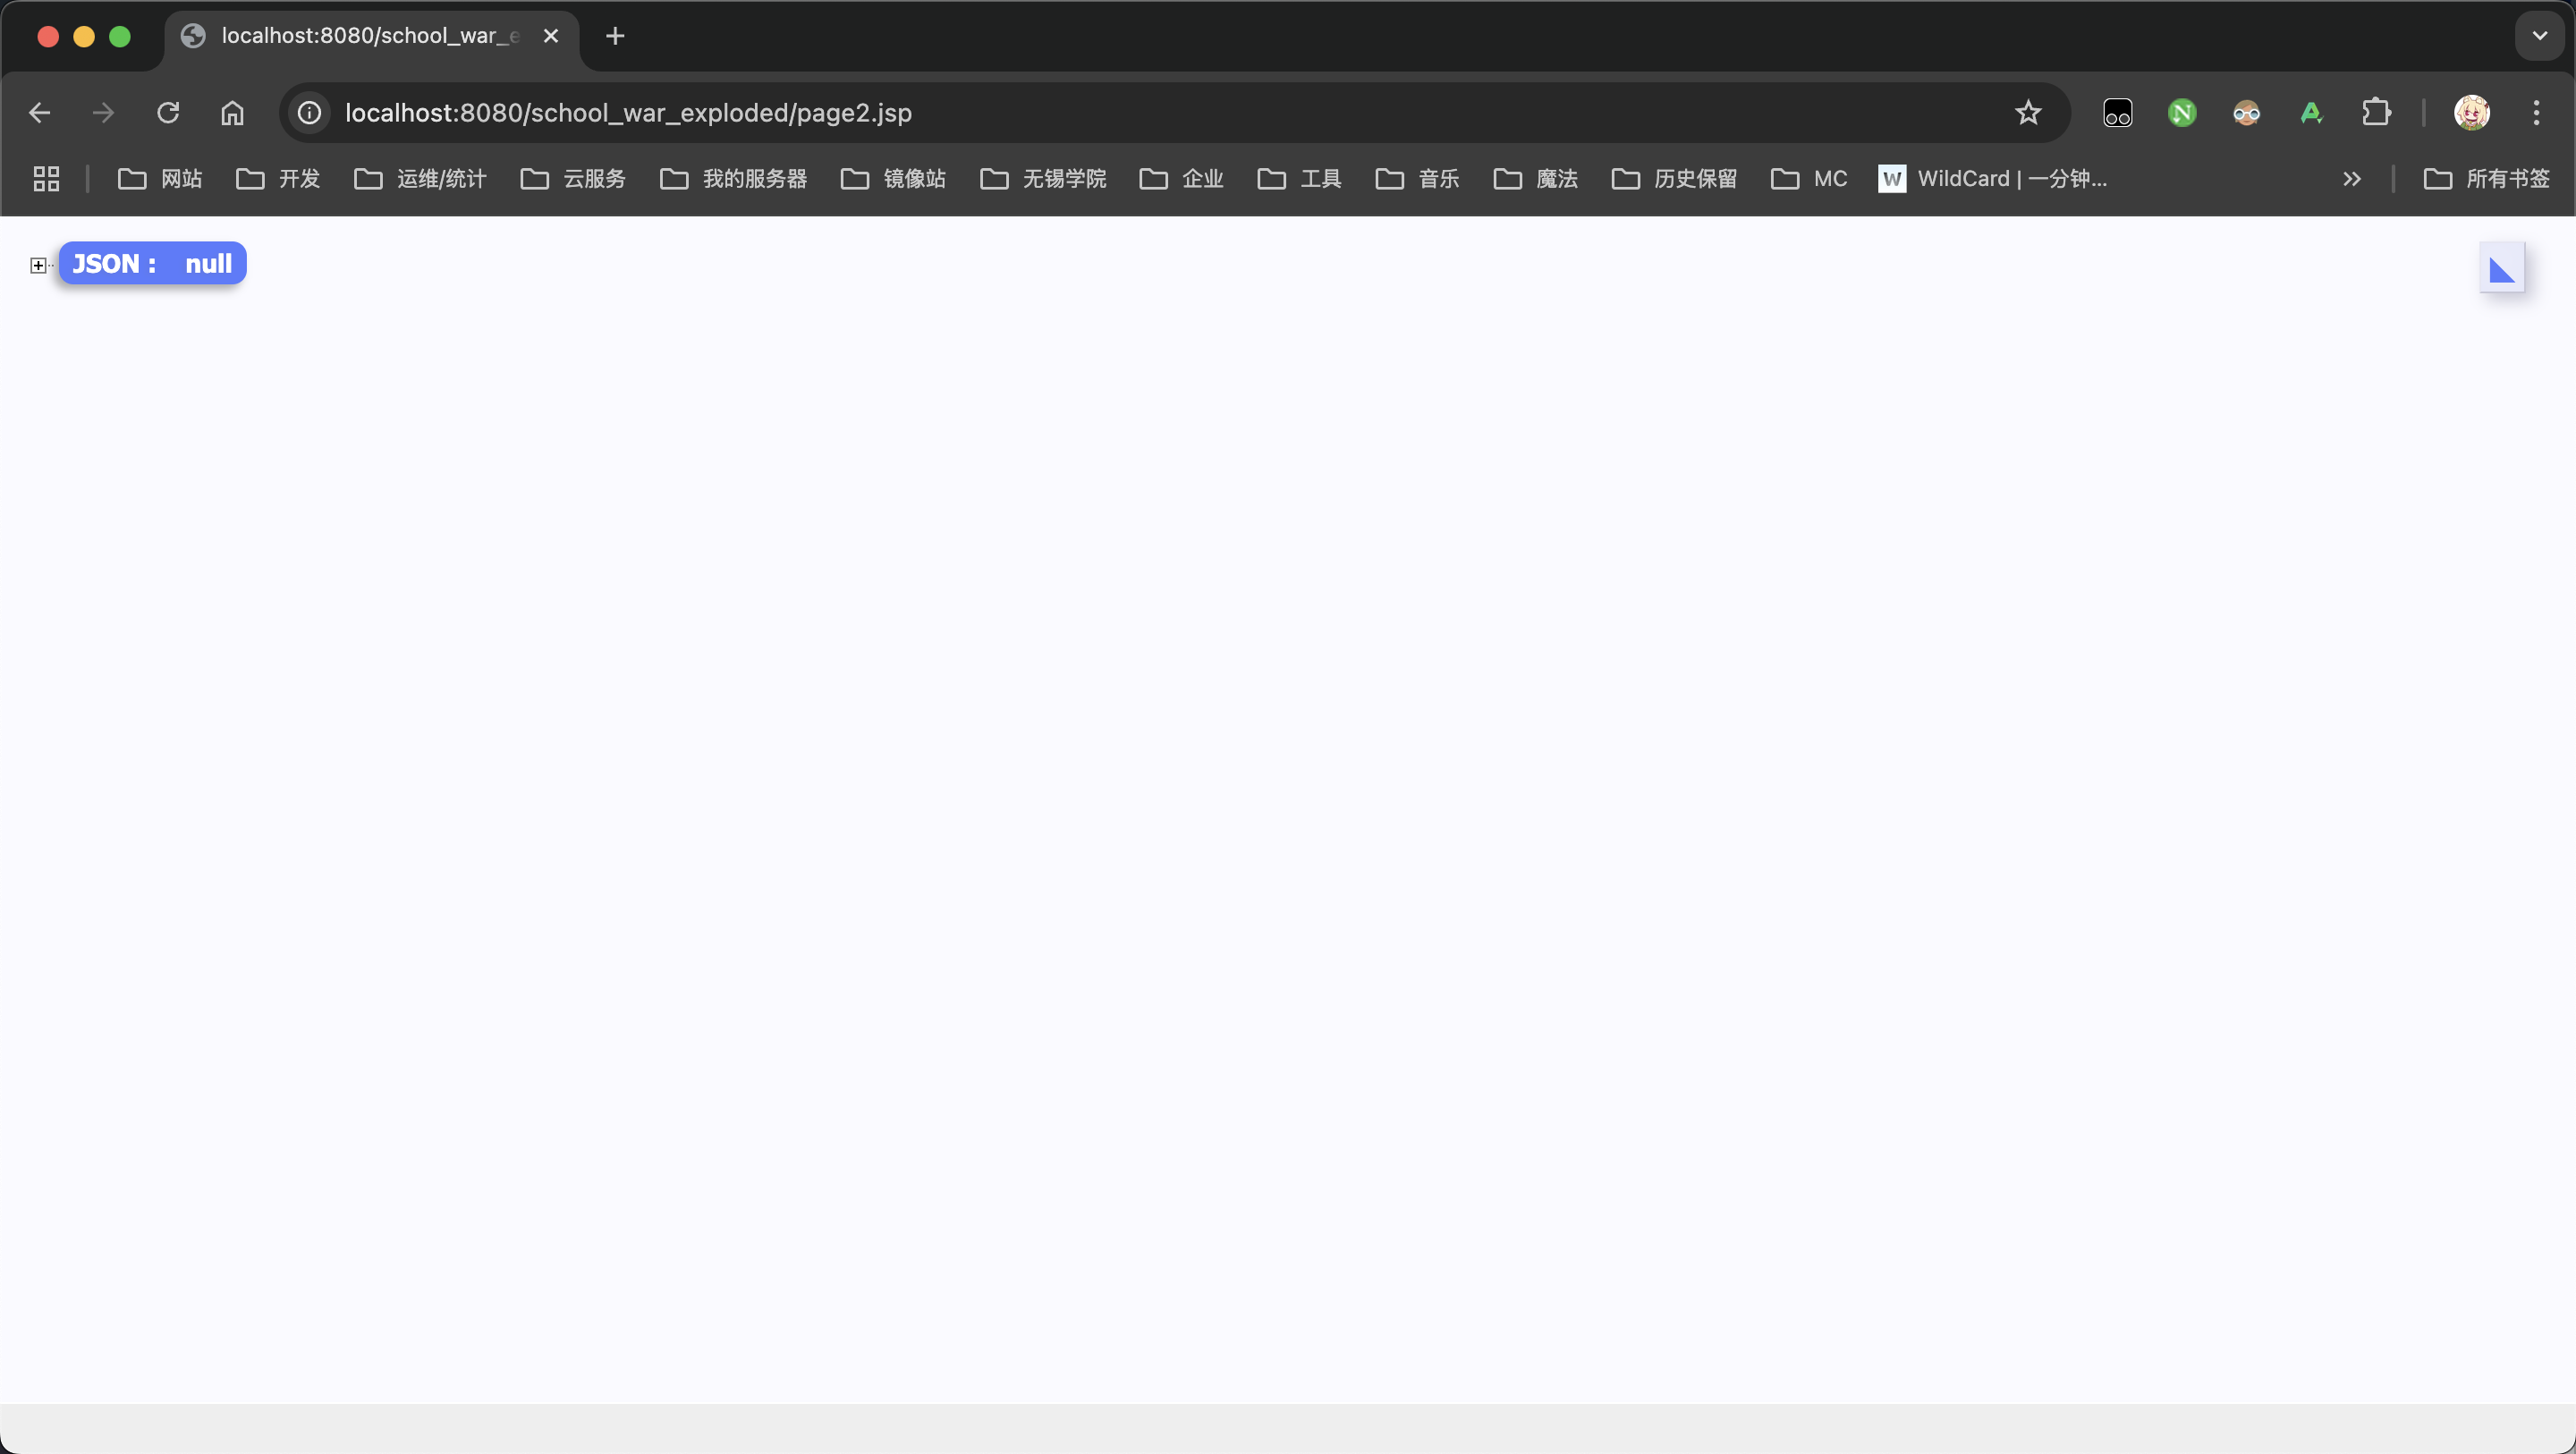 localhost:8080/school_war_e
localhost:8080/school_war_exploded/page2.jsp
网站 开发 运维/统计 云服务 我的服务器 镜像站 无锡学院 企业 工具 音乐 魔法 历史保留 MC W WildCard | 一分钟... 所有书签
JSON : null